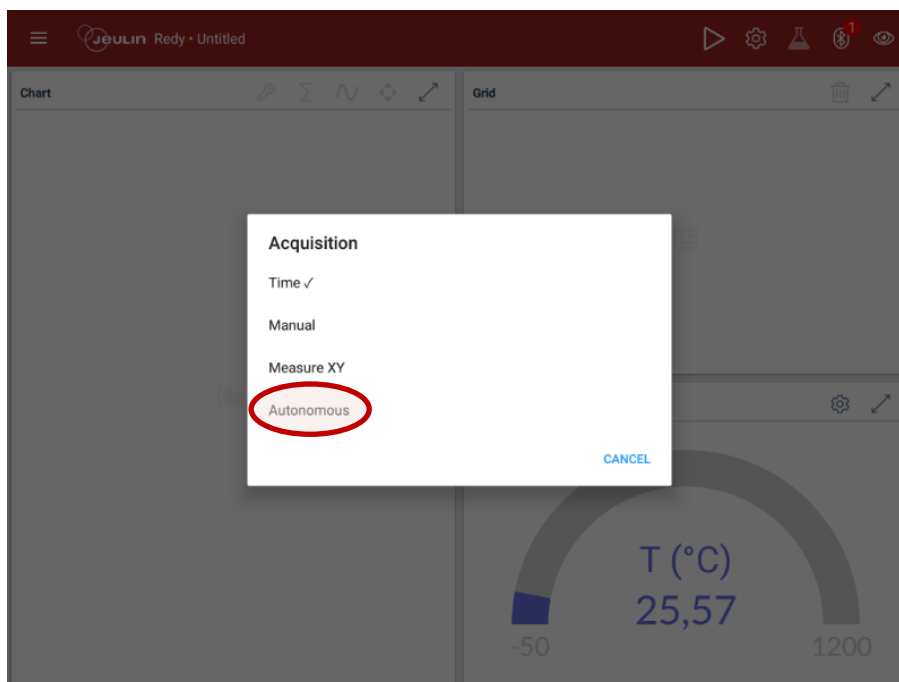 Jeulin Redy • Untitled
1
Chart
Grid
Acquisition
Time ✓
Manual
Measure XY
Autonomous
CANCEL
T (°C)
25,57
-50
1200